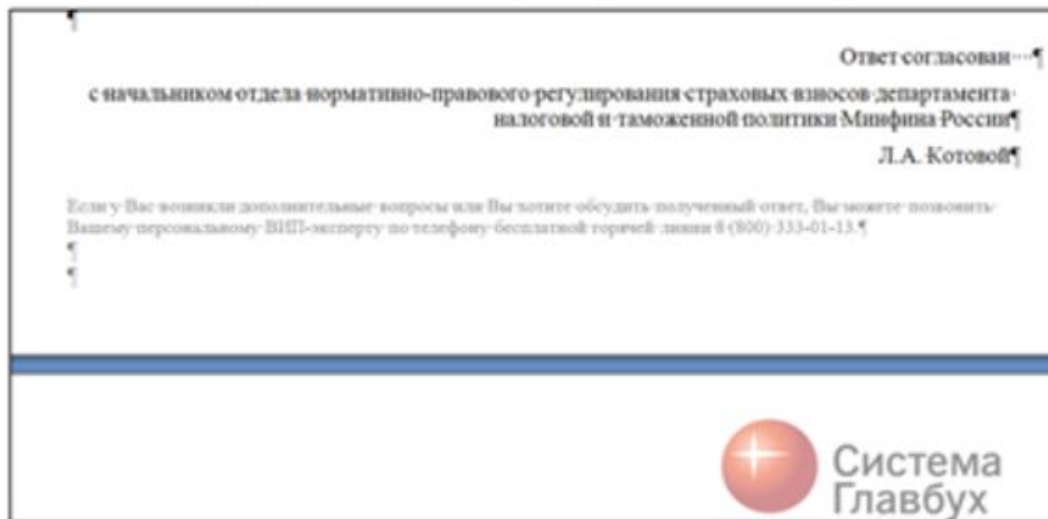 Ответ согласован
с начальником отдела нормативно-правового регулирования страховых взносов департамента
налоговой и таможенной политики Минфина России¶
Л.А. Котовой¶
Если у Вас возникли дополнительные вопросы или Вы хотите обсудить полученный ответ, Вы можете позвонить
Вашему персональному ВИП-эксперту по телефону бесплатной горячей линии 8 (800) 333-01-13.¶
Система
Главбух